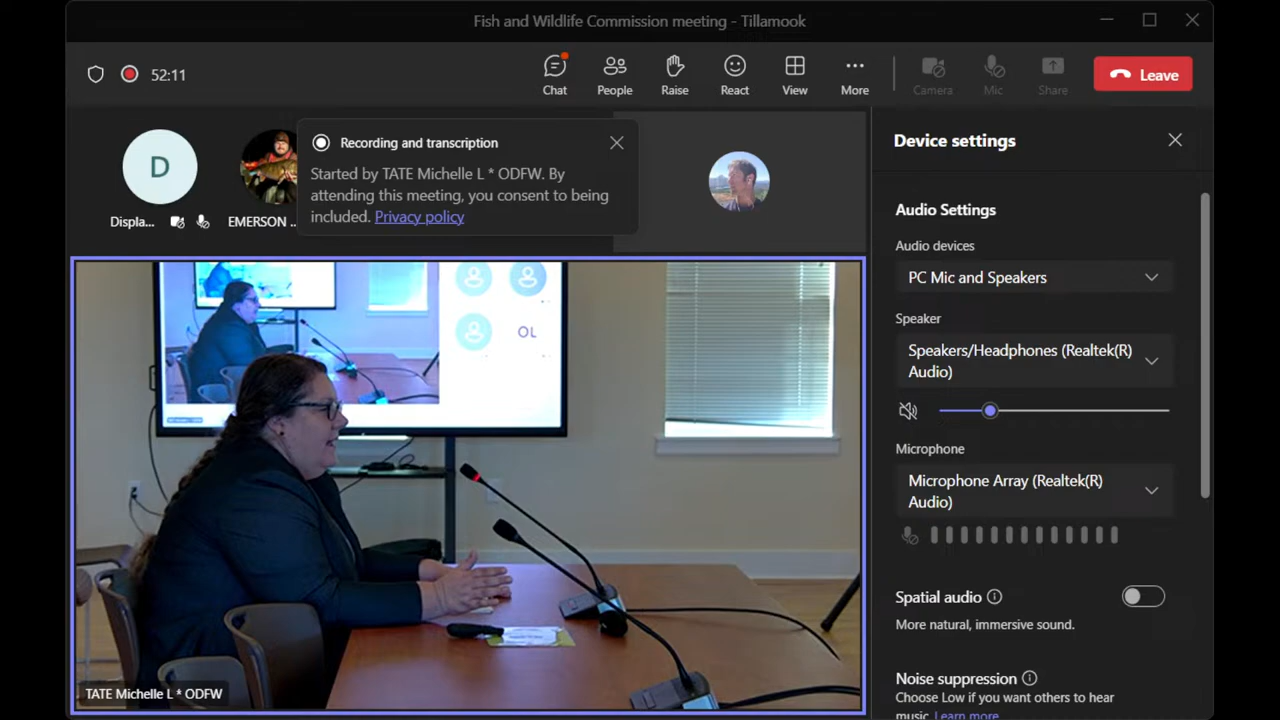 Fish and Wildlife Commission meeting - Tillamook
52:11
Chat
People
Raise
React
View
More
Camera
Mic
Share
Leave
D
Displa...
EMERSON ...
Recording and transcription
Started by TATE Michelle L * ODFW. By
attending this meeting, you consent to being
included. Privacy policy
OL
TATE Michelle L * ODFW
Device settings
Audio Settings
Audio devices
PC Mic and Speakers
Speaker
Speakers/Headphones (Realtek(R)
Audio)
Microphone
Microphone Array (Realtek(R)
Audio)
Spatial audio
More natural, immersive sound.
Noise suppression
Choose Low if you want others to hear
music. Learn more